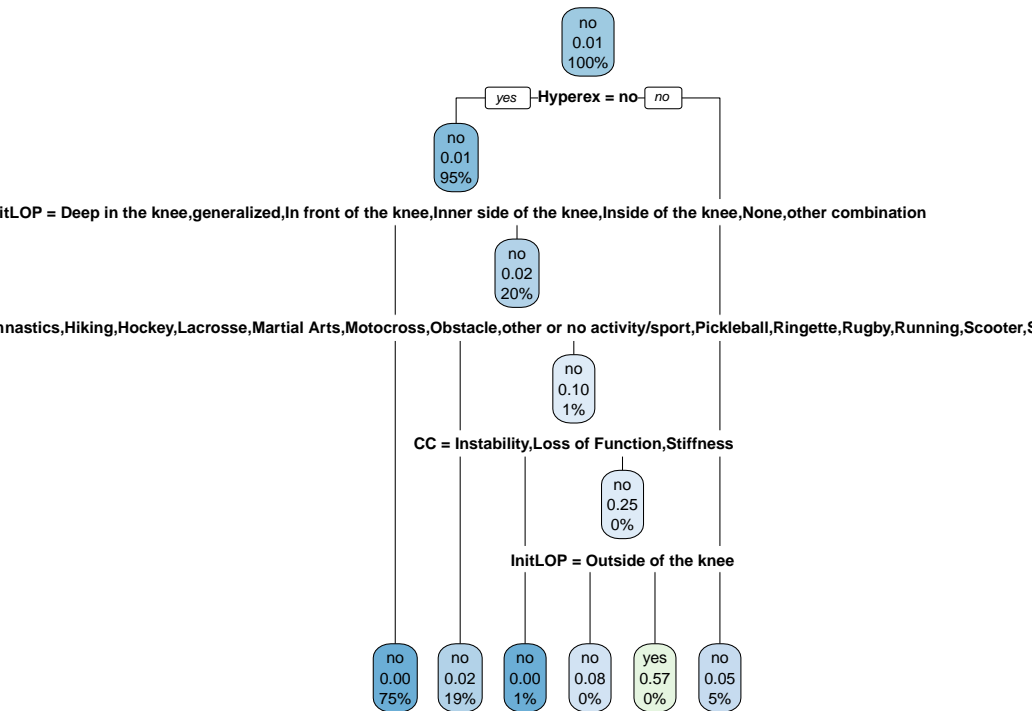 no
0.01
100%
yes Hyperex = no no
no
0.01
95%
= Deep in the knee,generalized,In front of the knee,Inner side of the knee,Inside of the knee,None,other combination
no
0.02
20%
Hiking,Hockey,Lacrosse,Martial Arts,Motocross,Obstacle,other or no activity/sport,Pickleball,Ringette,Rugby,Running,Scooter,
no
0.10
1%
CC = Instability,Loss of Function,Stiffness
no
0.25
0%
InitLOP = Outside of the knee
no no no no yes no
0.00 0.02 0.00 0.08 0.57 0.05
75% 19% 1% 0% 0% 5%